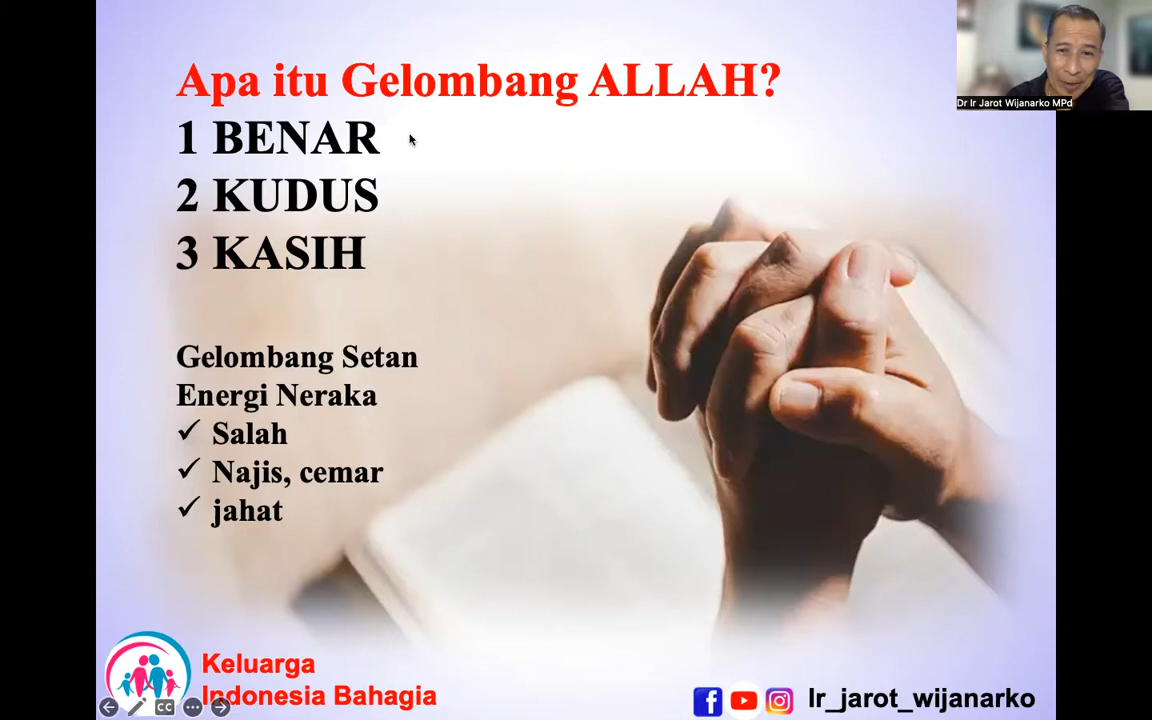 Apa itu Gelombang ALLAH?
1 BENAR
2 KUDUS
3 KASIH
Gelombang Setan
Energi Neraka
✓ Salah
✓ Najis, cemar
✓ jahat
Dr Ir Jarot Wijanarko MPd
Keluarga
Indonesia Bahagia
CC
Ir_jarot_wijanarko